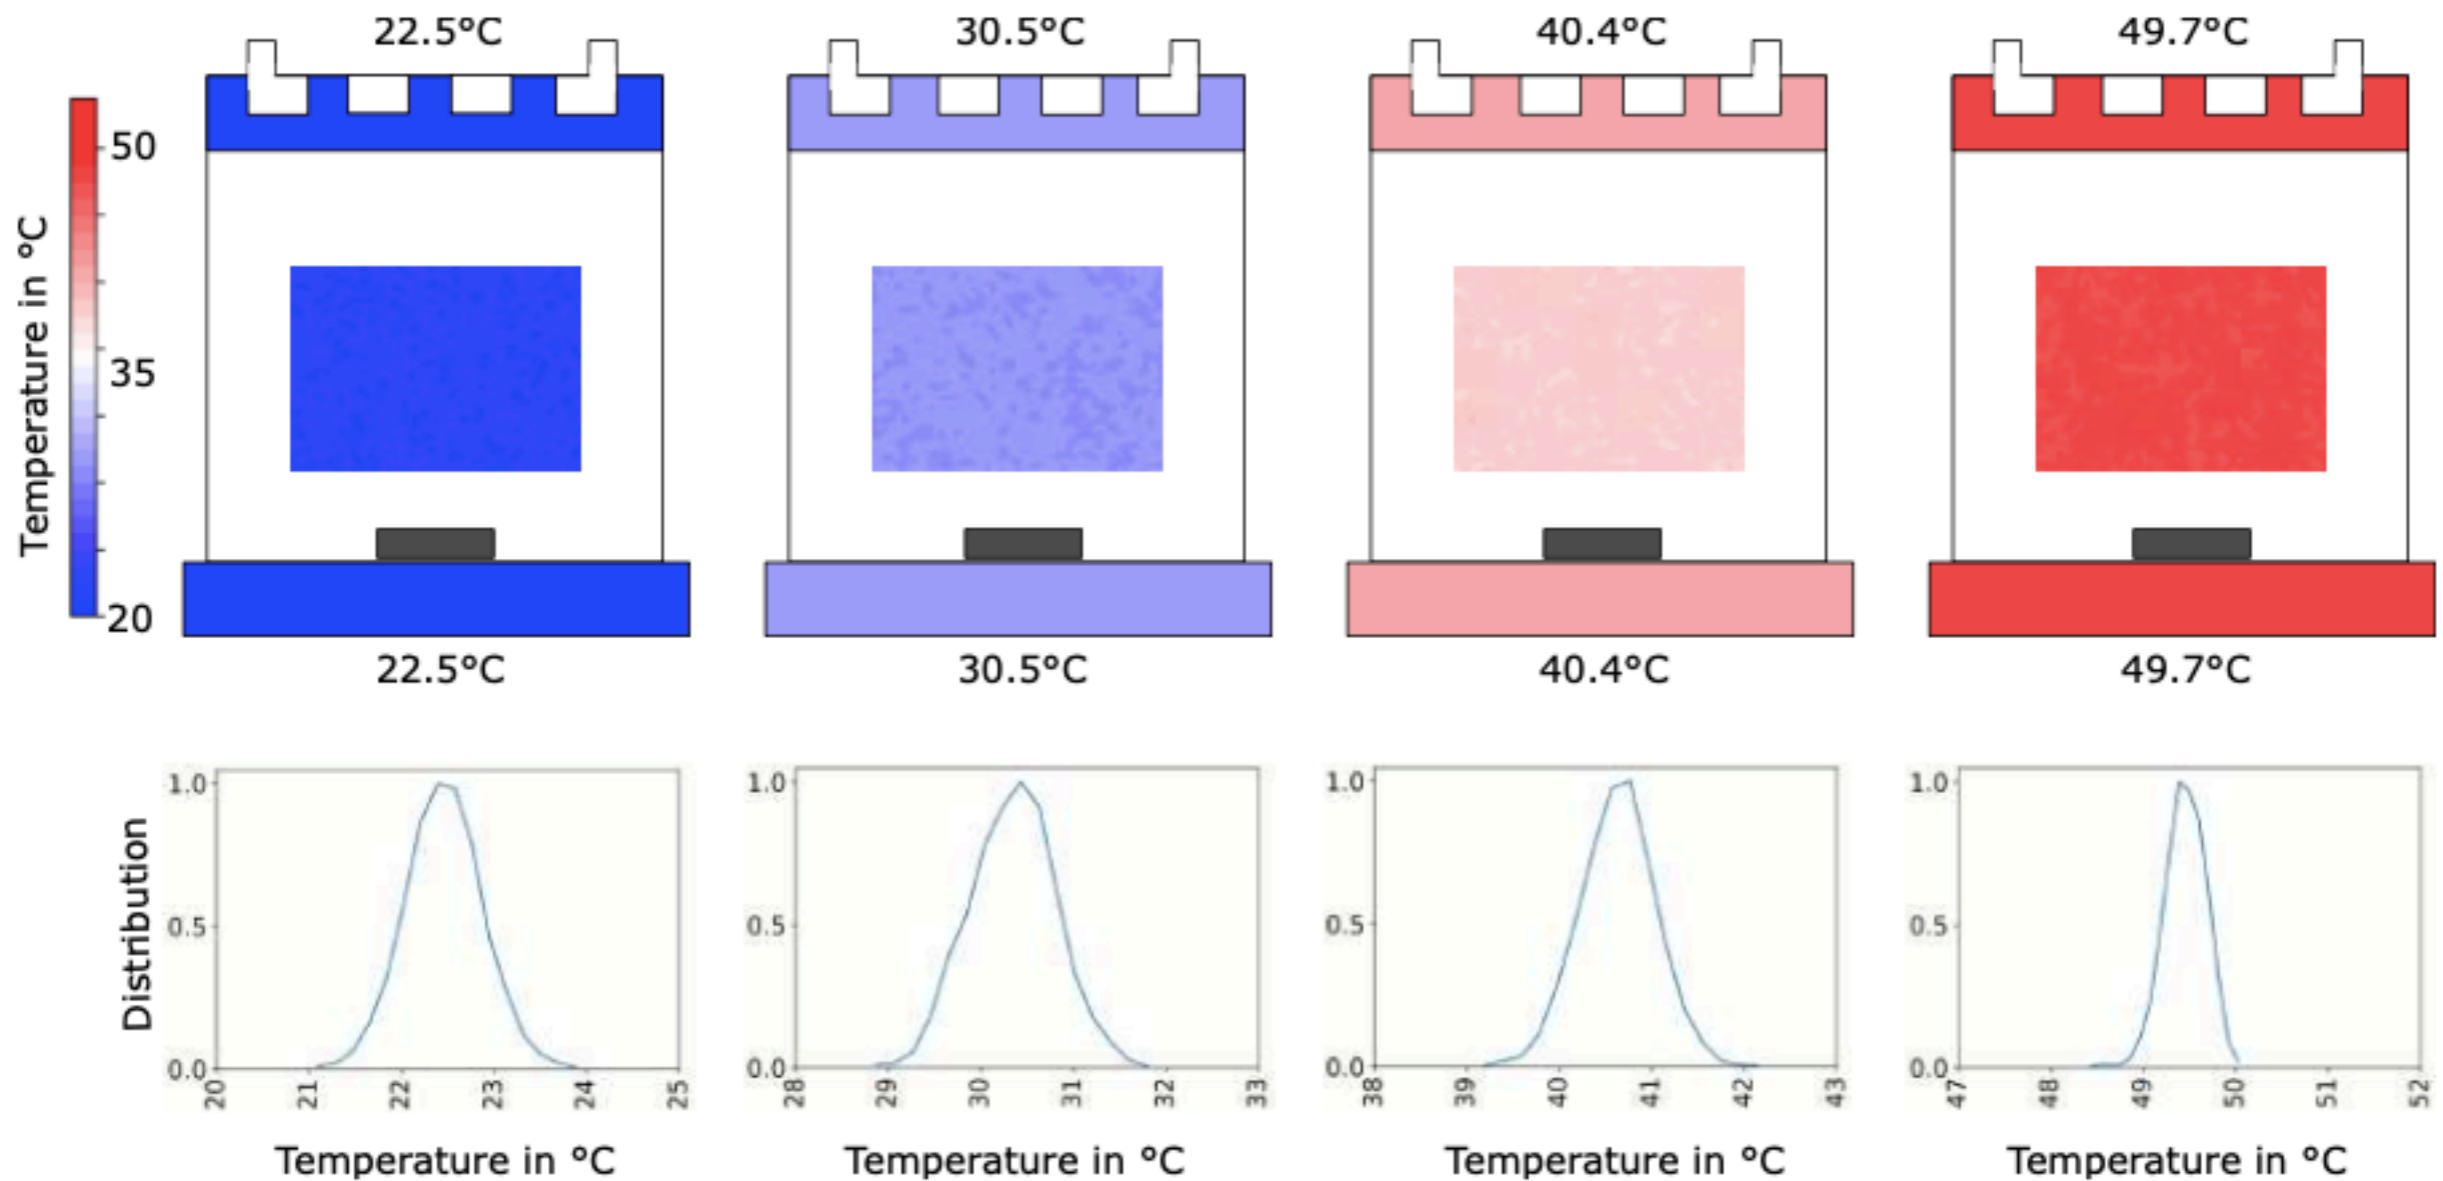 22.5°C 30.5°C 40.4°C 49.7°C
50
35
20
Temperature in °C
22.5°C 30.5°C 40.4°C 49.7°C
Distribution
1.0 1.0 1.0 1.0
0.5 0.5 0.5 0.5
0.0 0.0 0.0 0.0
20 21 22 23 24 25 28 29 30 31 32 33 38 39 40 41 42 43 47 48 49 50 51 52
Temperature in °C Temperature in °C Temperature in °C Temperature in °C